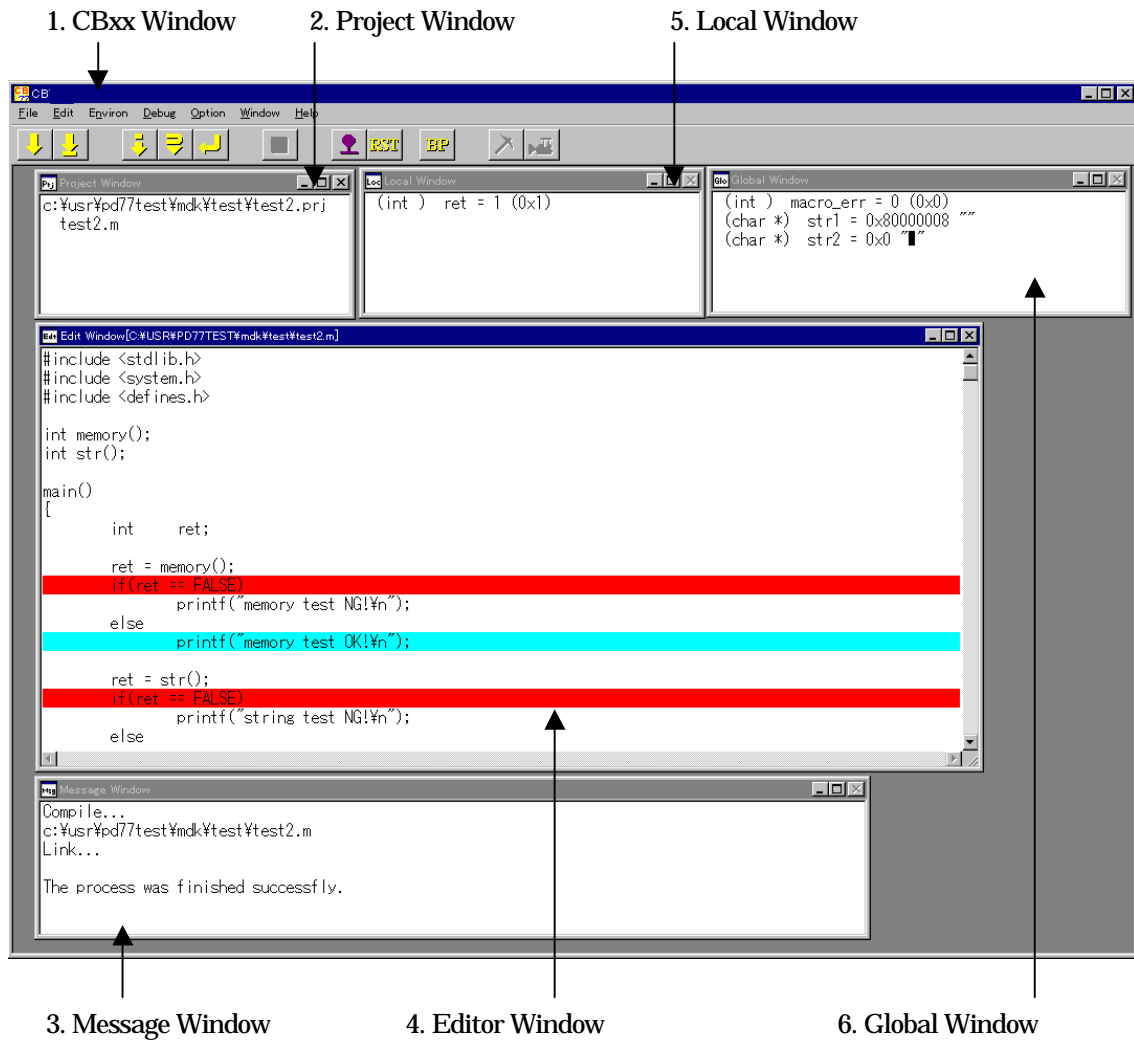 1. CBxx Window 2. Project Window 5. Local Window
CB
File Edit Environ Debug Option Window Help
RST BP
Prj Project Window
c:¥usr¥pd77test¥mdk¥test¥test2.prj
test2.m
Loc Local Window
(int ) ret = 1 (0x1)
Glo Global Window
(int ) macro_err = 0 (0x0)
(char *) str1 = 0x80000008 ""
(char *) str2 = 0x0 "▮"
Edt Edit Window[C:¥USR¥PD77TEST¥mdk¥test¥test2.m]
#include <stdlib.h>
#include <system.h>
#include <defines.h>
int memory();
int str();
main()
{
int ret;
ret = memory();
if(ret == FALSE)
printf("memory test NG!¥n");
else
printf("memory test OK!¥n");
ret = str();
if(ret == FALSE)
printf("string test NG!¥n");
else
Msg Message Window
Compile...
c:¥usr¥pd77test¥mdk¥test¥test2.m
Link...
The process was finished successfly.
3. Message Window 4. Editor Window 6. Global Window